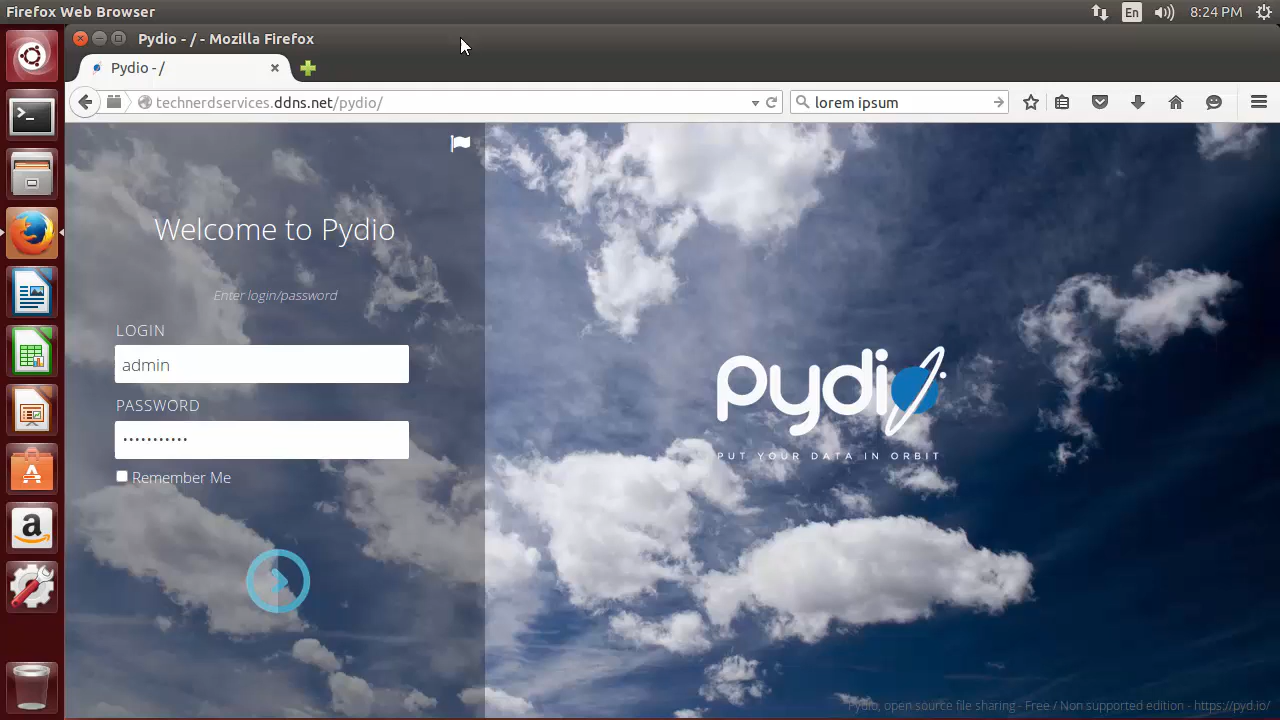 Firefox Web Browser
En
8:24 PM
Pydio - / - Mozilla Firefox
Pydio - /
technerdservices.ddns.net/pydio/
lorem ipsum
Welcome to Pydio
Enter login/password
LOGIN
admin
PASSWORD
•••••••••••
Remember Me
pydio
PUT YOUR DATA IN ORBIT
Pydio, open source file sharing - Free / Non supported edition - https://pyd.io/